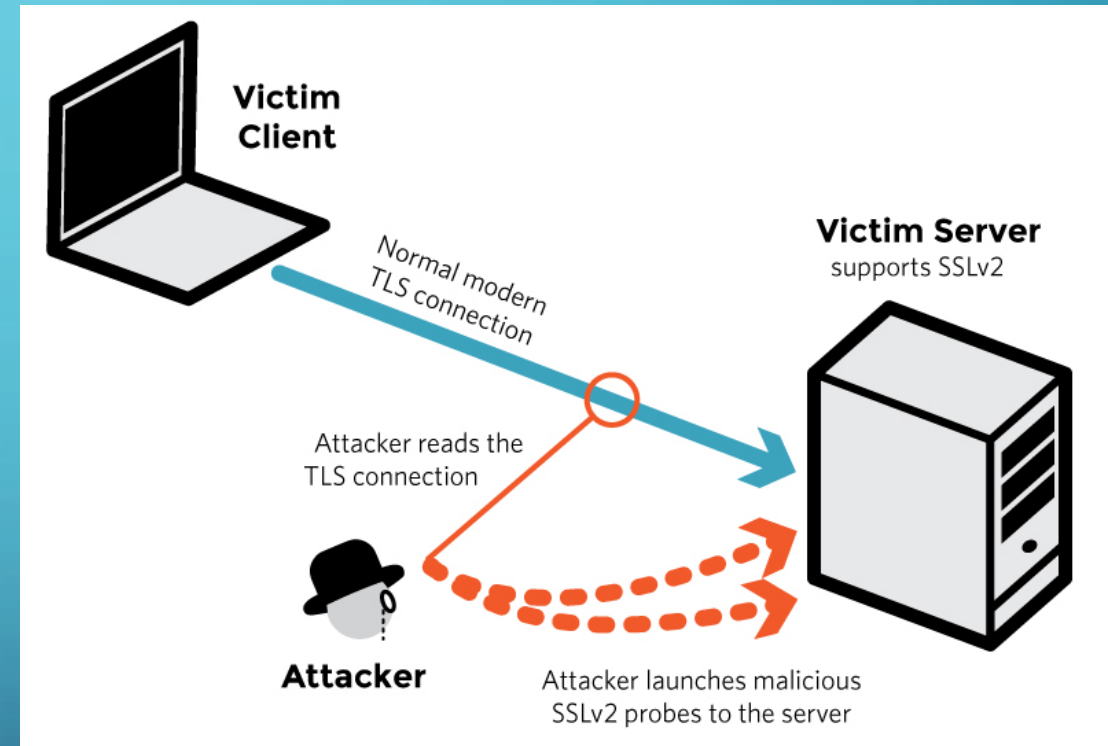 Victim
Client
Normal modern
TLS connection
Victim Server
supports SSLv2
Attacker reads the
TLS connection
Attacker
Attacker launches malicious
SSLv2 probes to the server